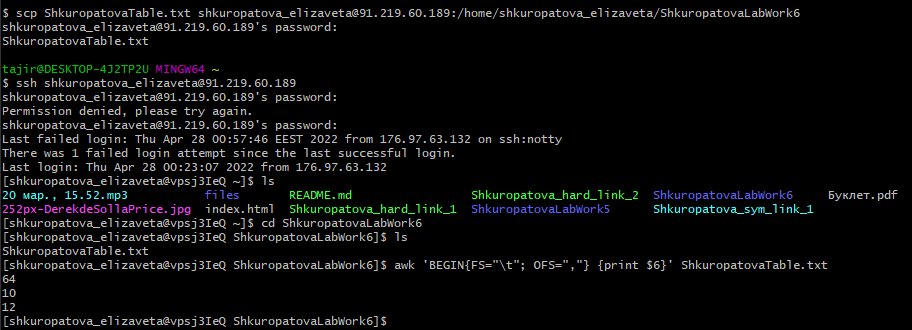 $ scp ShkuropatovaTable.txt shkuropatova_elizaveta@91.219.60.189:/home/shkuropatova_elizaveta/ShkuropatovaLabWork6
shkuropatova_elizaveta@91.219.60.189's password:
ShkuropatovaTable.txt
tajir@DESKTOP-4J2TP2U MINGW64 ~
$ ssh shkuropatova_elizaveta@91.219.60.189
shkuropatova_elizaveta@91.219.60.189's password:
Permission denied, please try again.
shkuropatova_elizaveta@91.219.60.189's password:
Last failed login: Thu Apr 28 00:57:46 EEST 2022 from 176.97.63.132 on ssh:notty
There was 1 failed login attempt since the last successful login.
Last login: Thu Apr 28 00:23:07 2022 from 176.97.63.132
[shkuropatova_elizaveta@vpsj3IeQ ~]$ ls
20 мар., 15.52.mp3 files README.md Shkuropatova_hard_link_2 ShkuropatovaLabWork6 Буклет.pdf
252px-DerekdeSollaPrice.jpg index.html Shkuropatova_hard_link_1 ShkuropatovaLabWork5 Shkuropatova_sym_link_1
[shkuropatova_elizaveta@vpsj3IeQ ~]$ cd ShkuropatovaLabWork6
[shkuropatova_elizaveta@vpsj3IeQ ShkuropatovaLabWork6]$ ls
ShkuropatovaTable.txt
[shkuropatova_elizaveta@vpsj3IeQ ShkuropatovaLabWork6]$ awk 'BEGIN{FS="\t"; OFS=","} {print $6}' ShkuropatovaTable.txt
64
10
12
[shkuropatova_elizaveta@vpsj3IeQ ShkuropatovaLabWork6]$